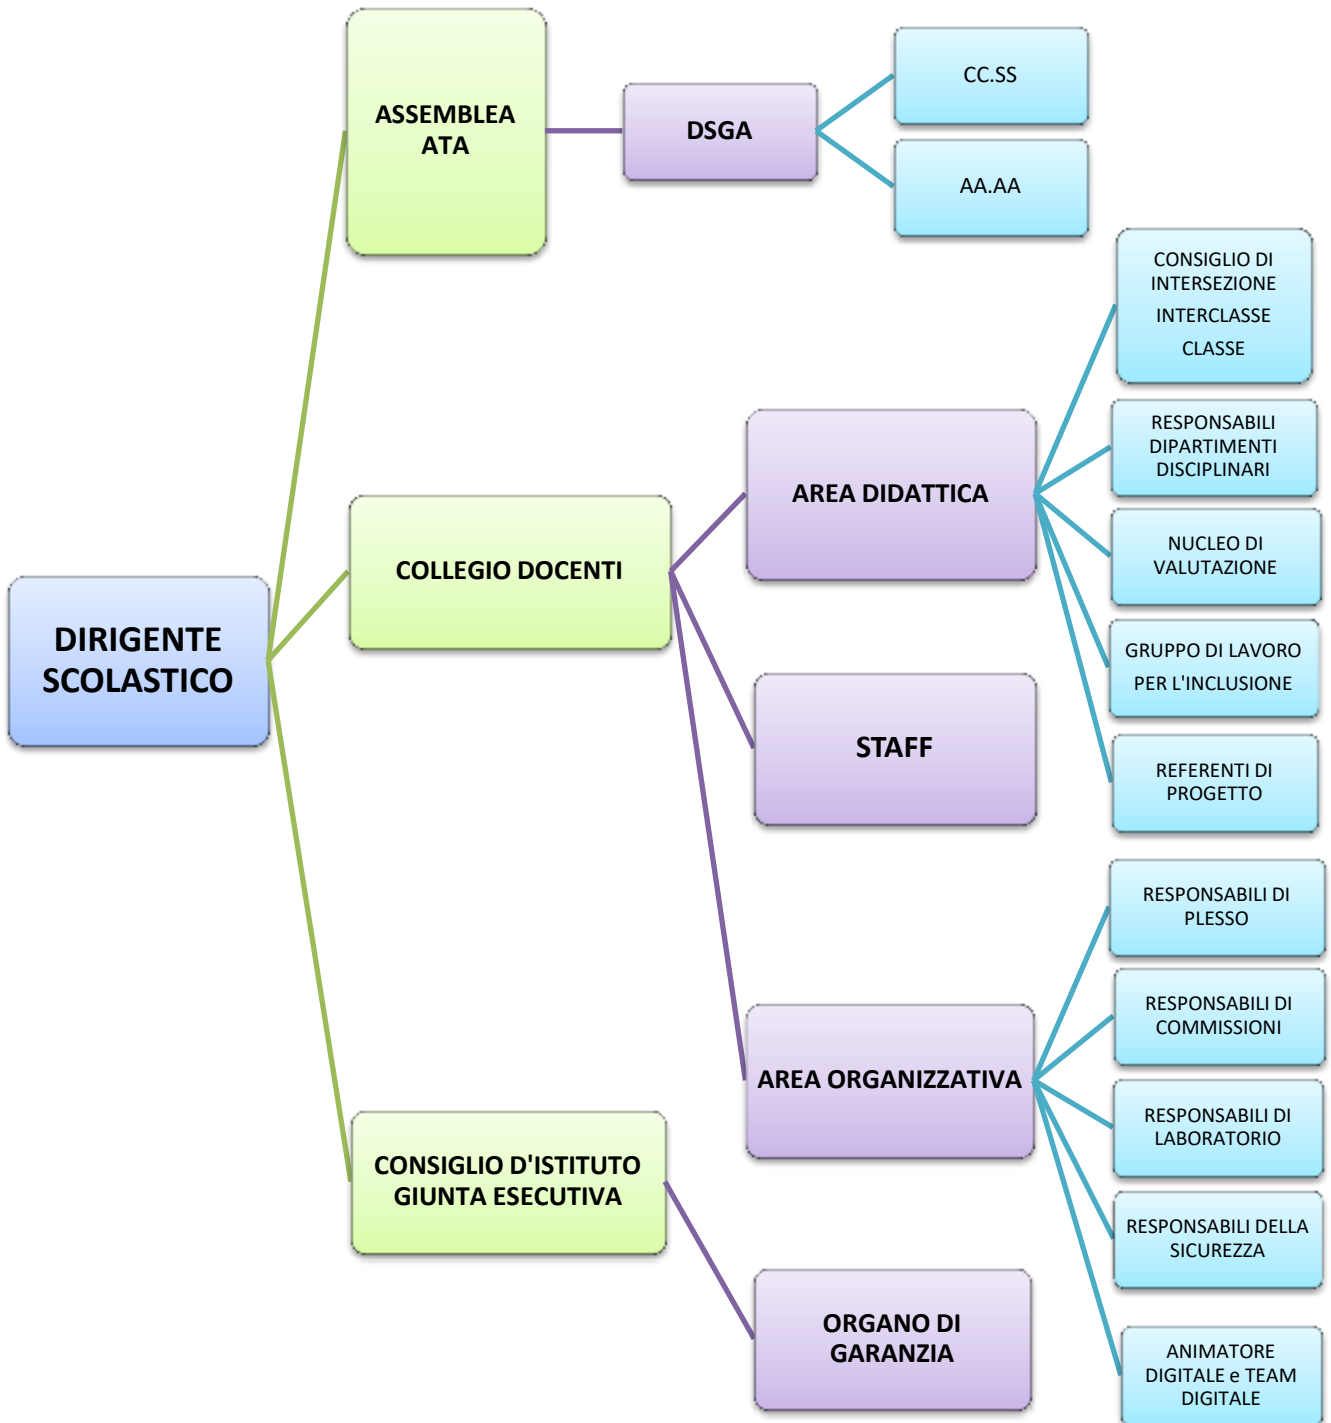 DIRIGENTE
SCOLASTICO
ASSEMBLEA
ATA
DSGA
CC.SS
AA.AA
COLLEGIO DOCENTI
AREA DIDATTICA
CONSIGLIO DI
INTERSEZIONE
INTERCLASSE
CLASSE
RESPONSABILI
DIPARTIMENTI
DISCIPLINARI
NUCLEO DI
VALUTAZIONE
GRUPPO DI LAVORO
PER L'INCLUSIONE
REFERENTI DI
PROGETTO
STAFF
AREA ORGANIZZATIVA
RESPONSABILI DI
PLESSO
RESPONSABILI DI
COMMISSIONI
RESPONSABILI DI
LABORATORIO
RESPONSABILI DELLA
SICUREZZA
ANIMATORE
DIGITALE e TEAM
DIGITALE
CONSIGLIO D'ISTITUTO
GIUNTA ESECUTIVA
ORGANO DI
GARANZIA